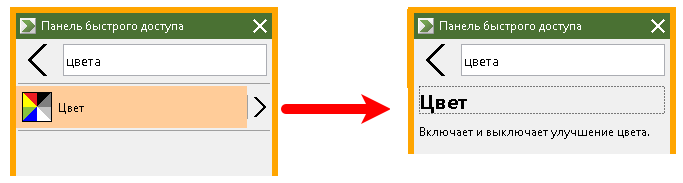 Панель быстрого доступа
цвета
Цвет
Панель быстрого доступа
цвета
Цвет
Включает и выключает улучшение цвета.